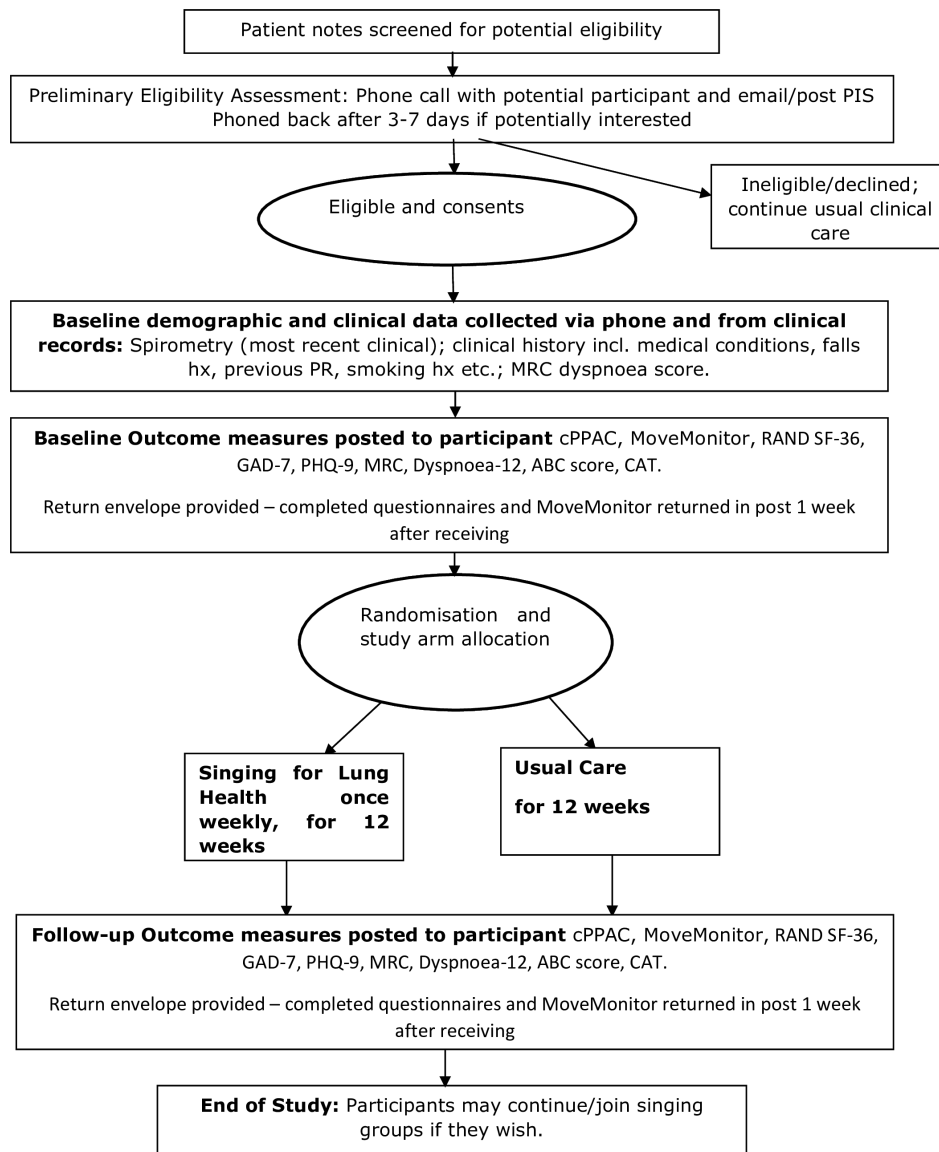 Patient notes screened for potential eligibility
Preliminary Eligibility Assessment: Phone call with potential participant and email/post PIS
Phoned back after 3-7 days if potentially interested
Ineligible/declined;
continue usual clinical
care
Eligible and consents
Baseline demographic and clinical data collected via phone and from clinical
records: Spirometry (most recent clinical); clinical history incl. medical conditions, falls
hx, previous PR, smoking hx etc.; MRC dyspnoea score.
Baseline Outcome measures posted to participant cPPAC, MoveMonitor, RAND SF-36,
GAD-7, PHQ-9, MRC, Dyspnoea-12, ABC score, CAT.
Return envelope provided – completed questionnaires and MoveMonitor returned in post 1 week
after receiving
Randomisation and
study arm allocation
Singing for Lung
Health once
weekly, for 12
weeks
Usual Care
for 12 weeks
Follow-up Outcome measures posted to participant cPPAC, MoveMonitor, RAND SF-36,
GAD-7, PHQ-9, MRC, Dyspnoea-12, ABC score, CAT.
Return envelope provided – completed questionnaires and MoveMonitor returned in post 1 week
after receiving
End of Study: Participants may continue/join singing
groups if they wish.